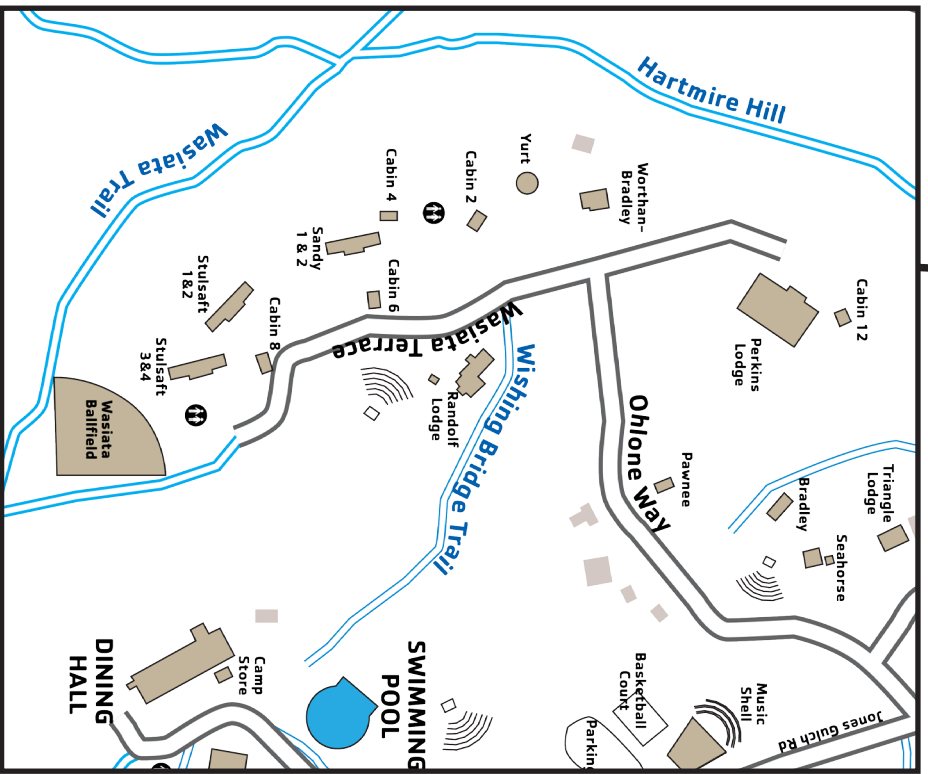 Hartmire Hill
Wasiata Trail
Yurt
Cabin 4
Cabin 2
Worthan-
Bradley
Sandy
1 & 2
Stulsaft
1&2
Cabin 6
Cabin 8
Cabin 12
Wasiata Terrace
Stulsaft
3&4
Perkins
Lodge
Wasiata
Ballfield
Randolf
Lodge
Wishing Bridge Trail
Ohlone Way
Pawnee
Bradley
Triangle
Lodge
Seahorse
DINING
HALL
Camp
Store
SWIMMING
POOL
Basketball
Court
Music
Shell
Parking
Jones Gulch Rd